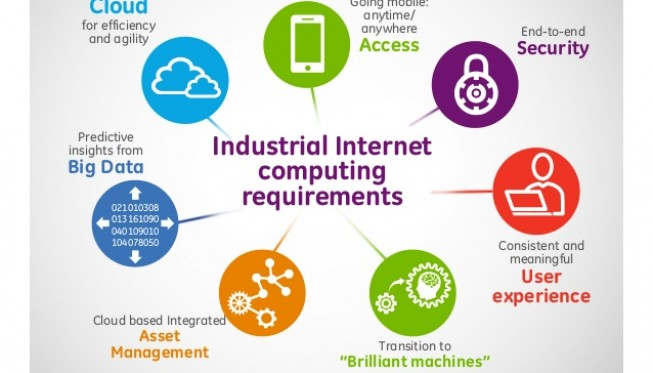 Cloud
for efficiency
and agility
Going mobile:
anytime/
anywhere
Access
End-to-end
Security
Industrial Internet
computing
requirements
Predictive
insights from
Big Data
021010308
013161090
040109010
104078050
Consistent and
meaningful
User
experience
Cloud based Integrated
Asset
Management
Transition to
“Brilliant machines”